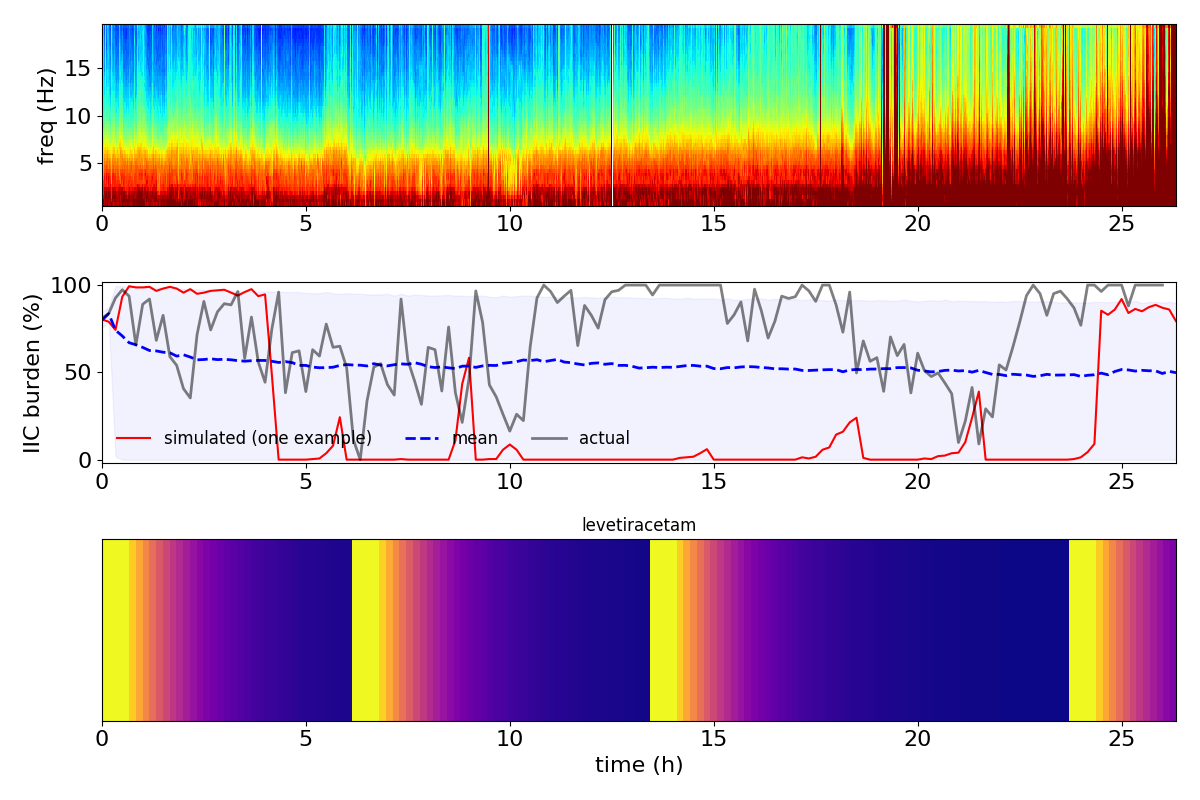 freq (Hz)
15
10
5
0 5 10 15 20 25
IIC burden (%)
100
50
0
simulated (one example) mean actual
0 5 10 15 20 25
levetiracetam
0 5 10 15 20 25
time (h)